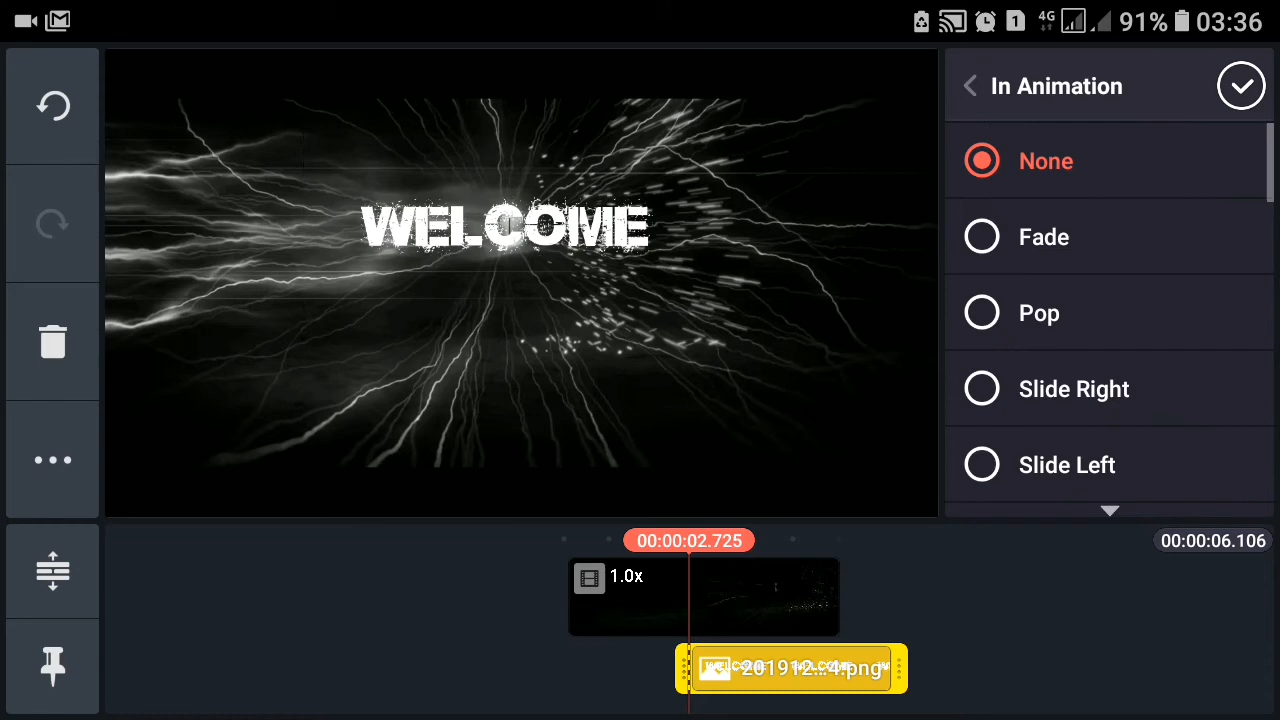 1 4G 91% 03:36
In Animation
None
WELCOME
Fade
Pop
Slide Right
Slide Left
00:00:02.725
00:00:06.106
1.0x
201912...4.png